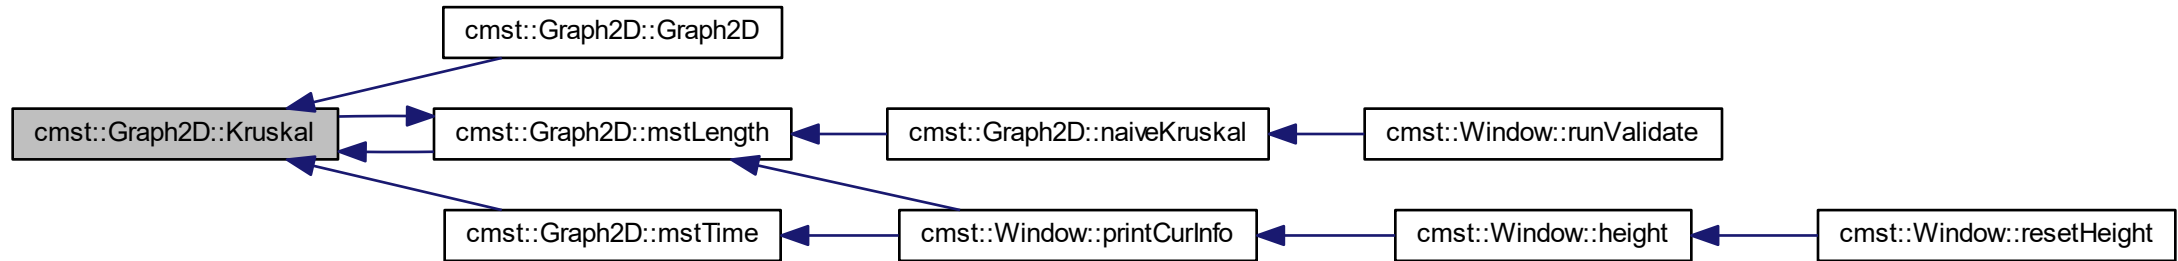 cmst::Graph2D::Graph2D
cmst::Graph2D::Kruskal
cmst::Graph2D::mstLength
cmst::Graph2D::naiveKruskal
cmst::Window::runValidate
cmst::Graph2D::mstTime
cmst::Window::printCurInfo
cmst::Window::height
cmst::Window::resetHeight